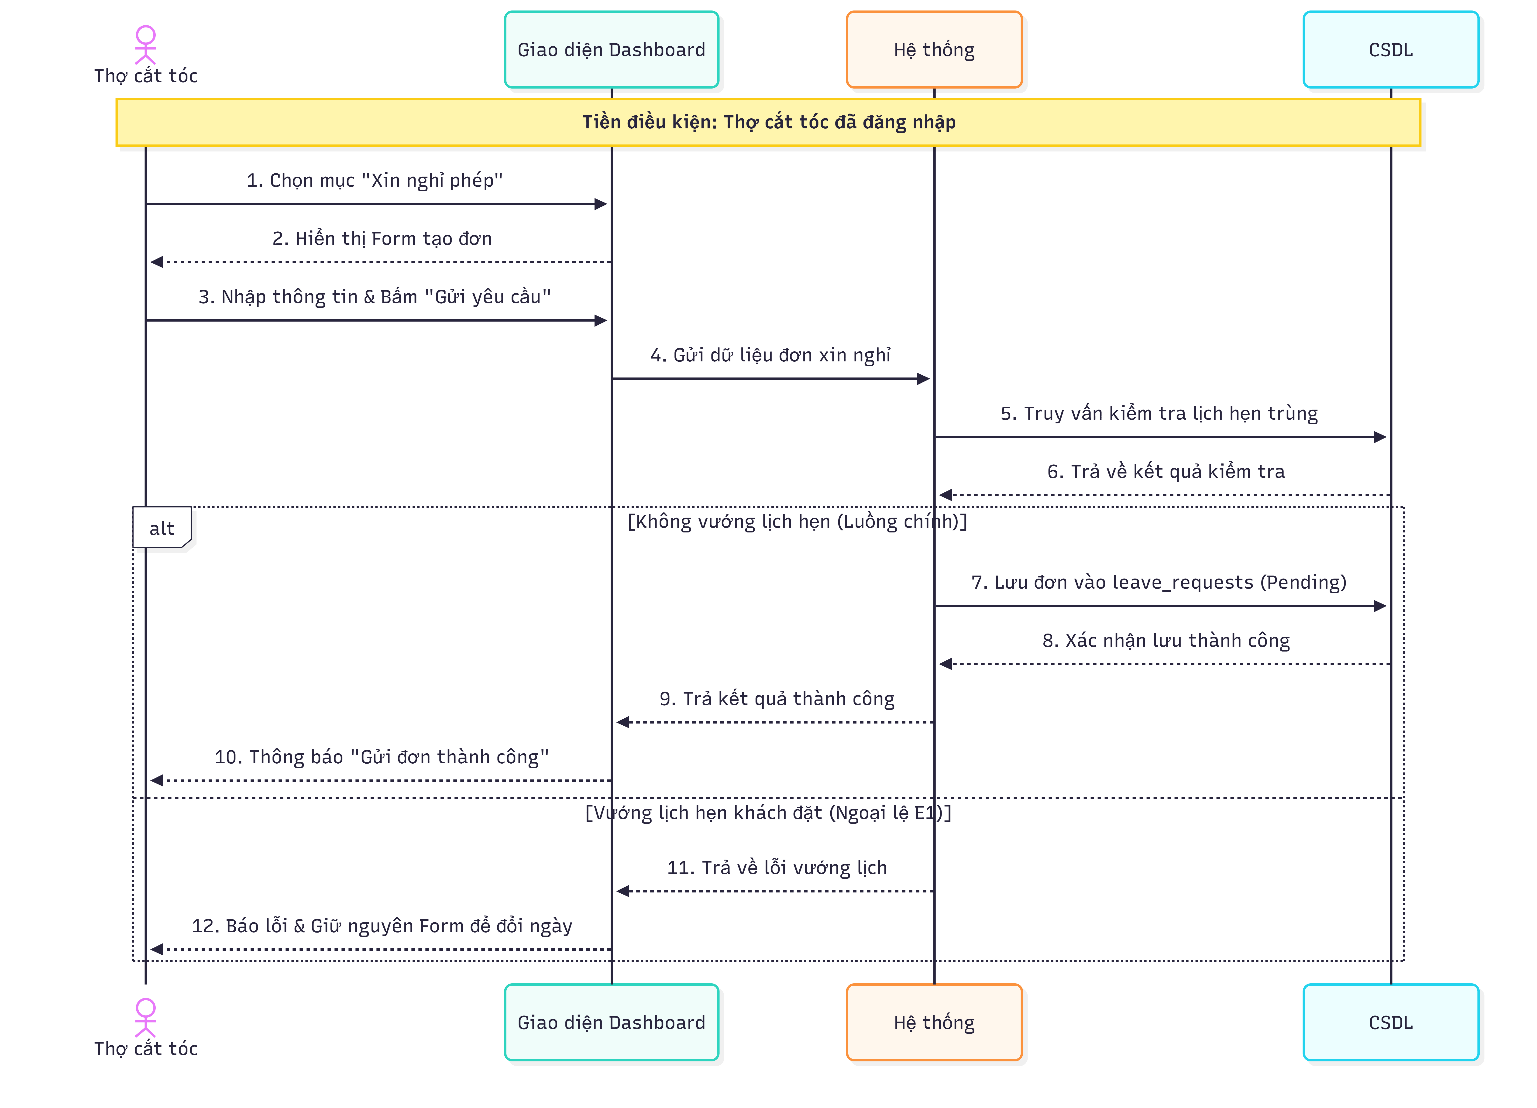 Thợ cắt tóc
Giao diện Dashboard
Hệ thống
CSDL
Tiền điều kiện: Thợ cắt tóc đã đăng nhập
1. Chọn mục "Xin nghỉ phép"
2. Hiển thị Form tạo đơn
3. Nhập thông tin & Bấm "Gửi yêu cầu"
4. Gửi dữ liệu đơn xin nghỉ
5. Truy vấn kiểm tra lịch hẹn trùng
6. Trả về kết quả kiểm tra
alt
[Không vướng lịch hẹn (Luồng chính)]
7. Lưu đơn vào leave_requests (Pending)
8. Xác nhận lưu thành công
9. Trả kết quả thành công
10. Thông báo "Gửi đơn thành công"
[Vướng lịch hẹn khách đặt (Ngoại lệ E1)]
11. Trả về lỗi vướng lịch
12. Báo lỗi & Giữ nguyên Form để đổi ngày
Thợ cắt tóc
Giao diện Dashboard
Hệ thống
CSDL